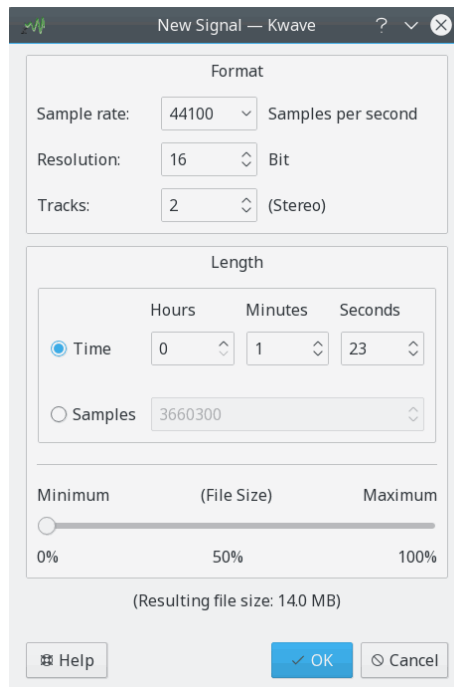 New Signal — Kwave
Format
Sample rate: 44100 Samples per second
Resolution: 16 Bit
Tracks: 2 (Stereo)
Length
Hours Minutes Seconds
Time 0 1 23
Samples 3660300
Minimum (File Size) Maximum
0% 50% 100%
(Resulting file size: 14.0 MB)
Help OK Cancel